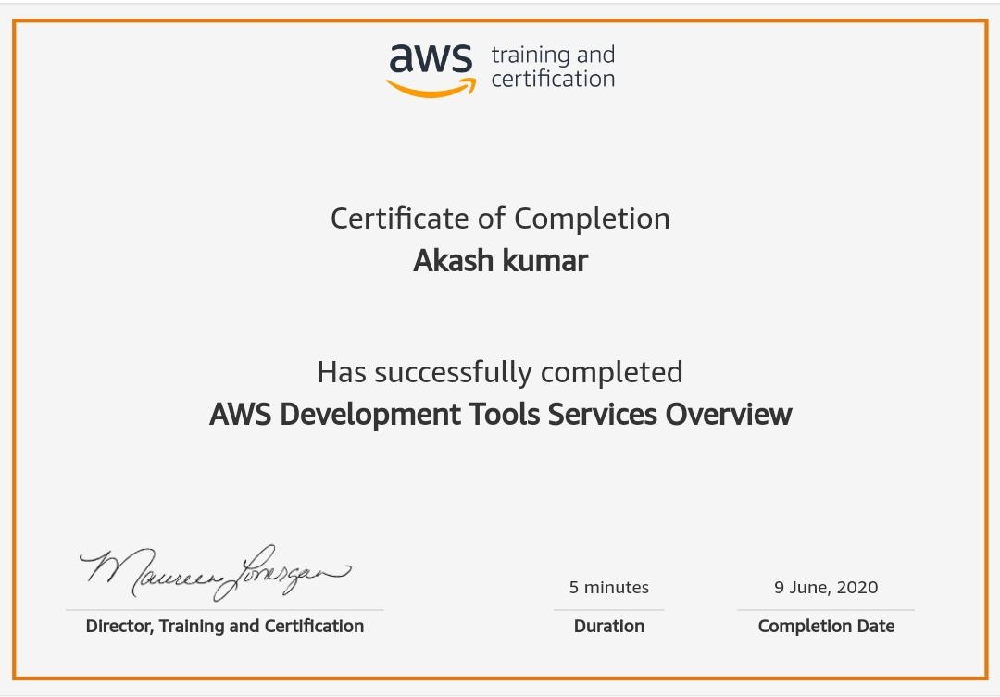 aws training and
certification
Certificate of Completion
Akash kumar
Has successfully completed
AWS Development Tools Services Overview
Maureen Lonergan
5 minutes
9 June, 2020
Director, Training and Certification
Duration
Completion Date